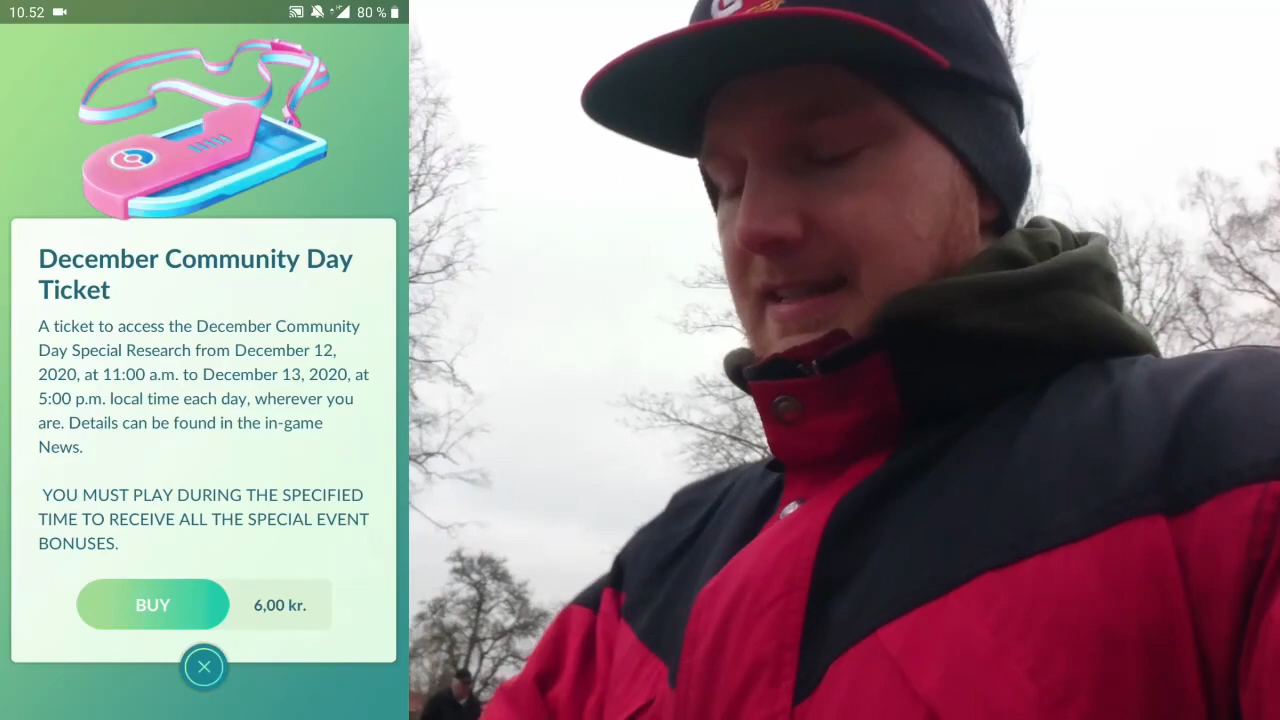 10.52
80 %
December Community Day
Ticket
A ticket to access the December Community
Day Special Research from December 12,
2020, at 11:00 a.m. to December 13, 2020, at
5:00 p.m. local time each day, wherever you
are. Details can be found in the in-game
News.
YOU MUST PLAY DURING THE SPECIFIED
TIME TO RECEIVE ALL THE SPECIAL EVENT
BONUSES.
BUY
6,00 kr.